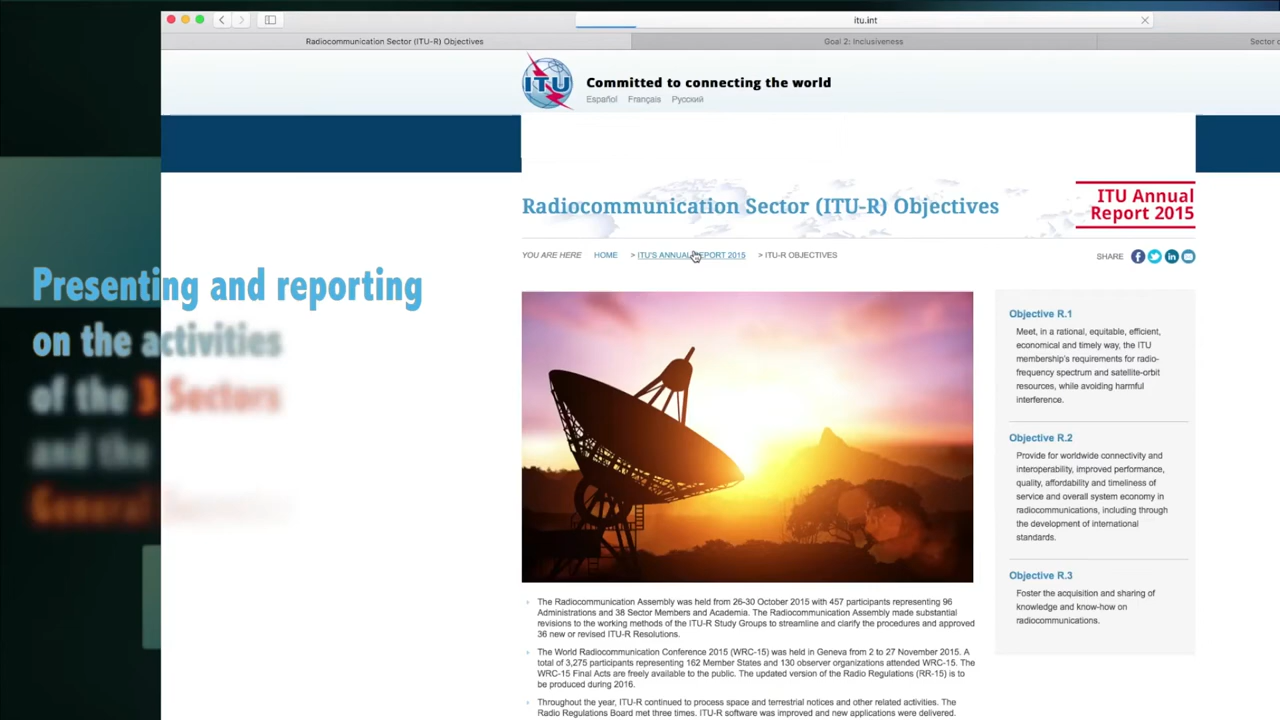 itu.int
Radiocommunication Sector (ITU-R) Objectives
Goal 2: Inclusiveness
Sector
ITU
Committed to connecting the world
Español Français Русский
Radiocommunication Sector (ITU-R) Objectives
ITU Annual
Report 2015
YOU ARE HERE HOME > ITU'S ANNUAL REPORT 2015 > ITU-R OBJECTIVES
SHARE
Presenting and reporting
on the activities
of the 3 Sectors
and the
General
Objective R.1
Meet, in a rational, equitable, efficient,
economical and timely way, the ITU
membership's requirements for radio-
frequency spectrum and satellite-orbit
resources, while avoiding harmful
interference.
Objective R.2
Provide for worldwide connectivity and
interoperability, improved performance,
quality, affordability and timeliness of
service and overall system economy in
radiocommunications, including through
the development of international
standards.
Objective R.3
Foster the acquisition and sharing of
knowledge and know-how on
radiocommunications.
The Radiocommunication Assembly was held from 26-30 October 2015 with 457 participants representing 96
Administrations and 38 Sector Members and Academia. The Radiocommunication Assembly made substantial
revisions to the working methods of the ITU-R Study Groups to streamline and clarify the procedures and approved
36 new or revised ITU-R Resolutions.
The World Radiocommunication Conference 2015 (WRC-15) was held in Geneva from 2 to 27 November 2015. A
total of 3,275 participants representing 162 Member States and 130 observer organizations attended WRC-15. The
WRC-15 Final Acts are freely available to the public. The updated version of the Radio Regulations (RR-15) is to
be produced during 2016.
Throughout the year, ITU-R continued to process space and terrestrial notices and other related activities. The
Radio Regulations Board met three times. ITU-R software was improved and new applications were delivered.